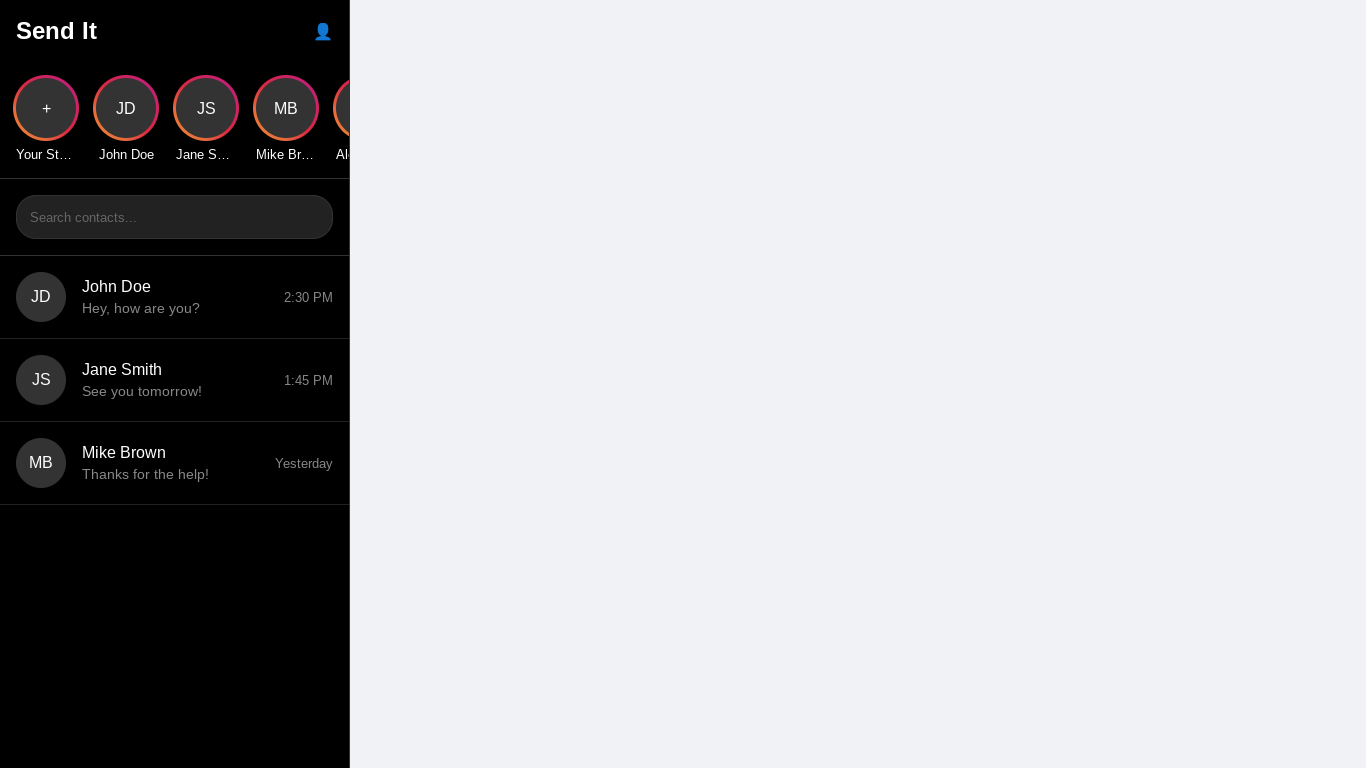 Send It
+
JD
JS
MB
Your St...
John Doe
Jane S...
Mike Br...
Search contacts...
JD
John Doe
Hey, how are you?
2:30 PM
JS
Jane Smith
See you tomorrow!
1:45 PM
MB
Mike Brown
Thanks for the help!
Yesterday